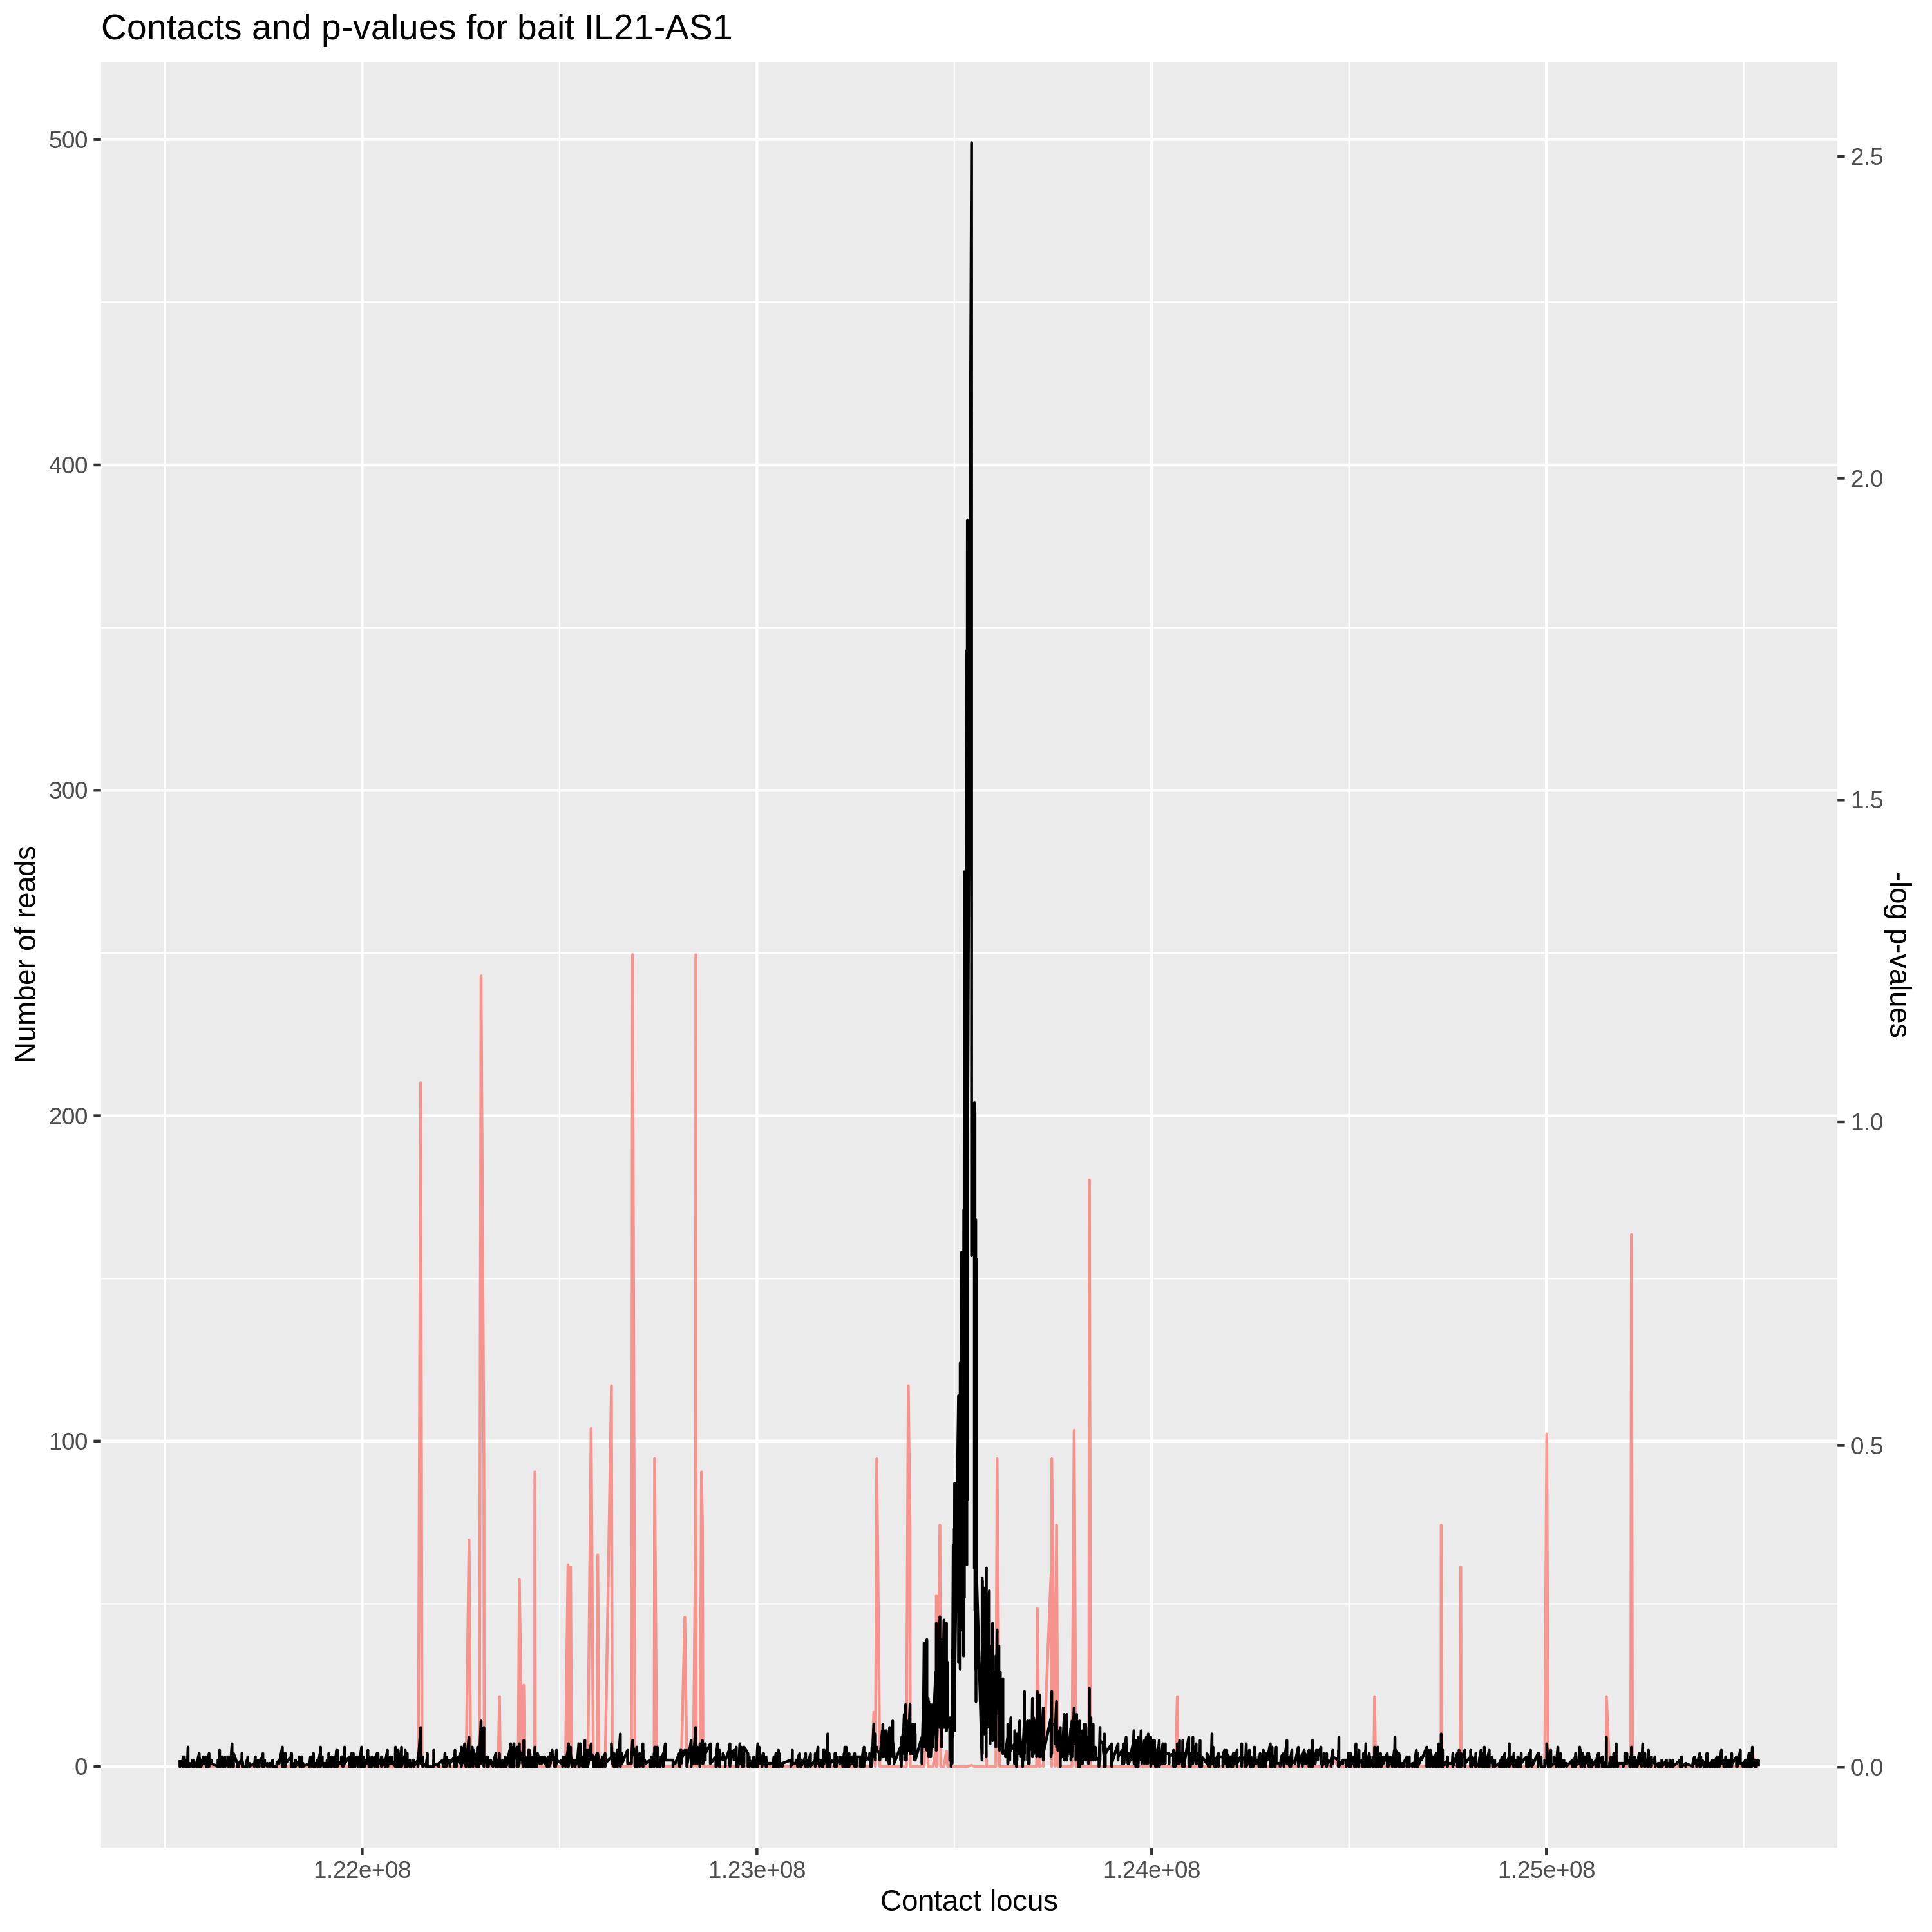 Contacts and p-values for bait IL21-AS1
500
400
300
200
100
0
Number of reads
2.5
2.0
1.5
1.0
0.5
0.0
-log p-values
1.22e+08
1.23e+08
1.24e+08
1.25e+08
Contact locus